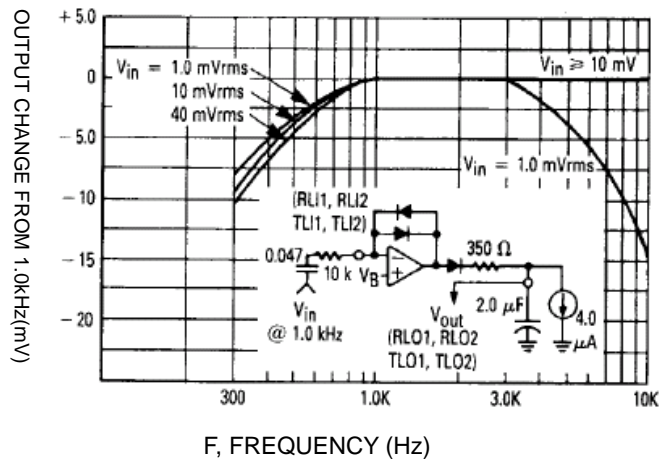 OUTPUT CHANGE FROM 1.0kHz(mV)
+ 5.0
0
- 5.0
- 10
- 15
- 20
Vin = 1.0 mVrms
10 mVrms
40 mVrms
Vin ⩾ 10 mV
Vin = 1.0 mVrms
(RLI1, RLI2
TLI1, TLI2)
0.047
10 k
VB
−
+
350 Ω
2.0 µF
4.0
µA
Vin
@ 1.0 kHz
Vout
(RLO1, RLO2
TLO1, TLO2)
300
1.0K
3.0K
10K
F, FREQUENCY (Hz)